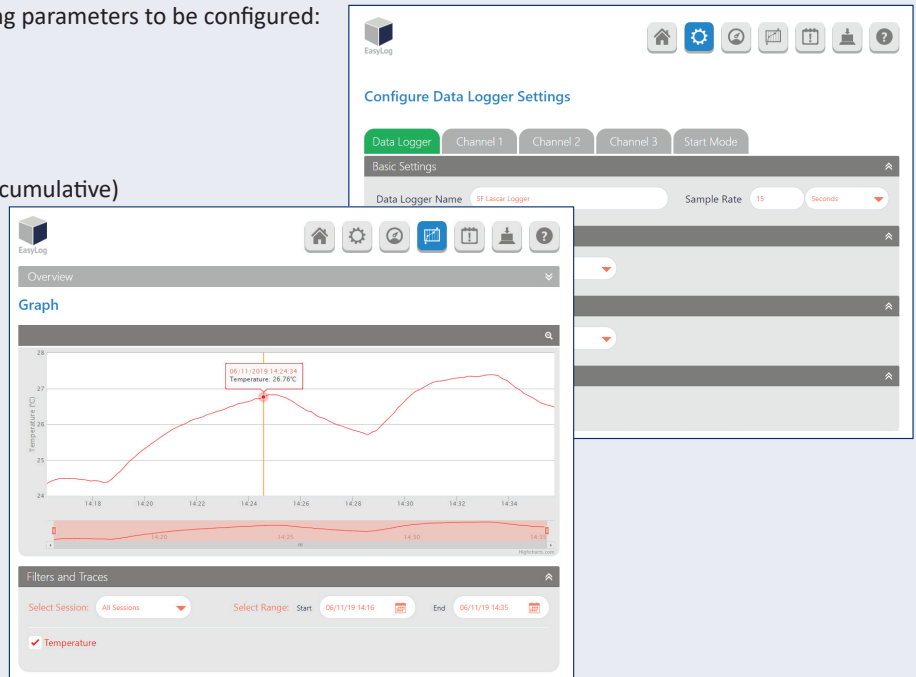 ng parameters to be configured:
cumulative)
EasyLog
Configure Data Logger Settings
Data Logger
Channel 1
Channel 2
Channel 3
Start Mode
Basic Settings
Data Logger Name
SF Lascar Logger
Sample Rate
15
Seconds
EasyLog
Overview
Graph
28
27
26
25
24
Temperature (°C)
06/11/2019 14:24:34
Temperature: 26.76°C
14:18
14:20
14:22
14:24
14:26
14:28
14:30
14:32
14:34
14:20
14:25
14:30
14:35
Highcharts.com
Filters and Traces
Select Session:
All Sessions
Select Range:
Start
06/11/19 14:16
End
06/11/19 14:35
Temperature